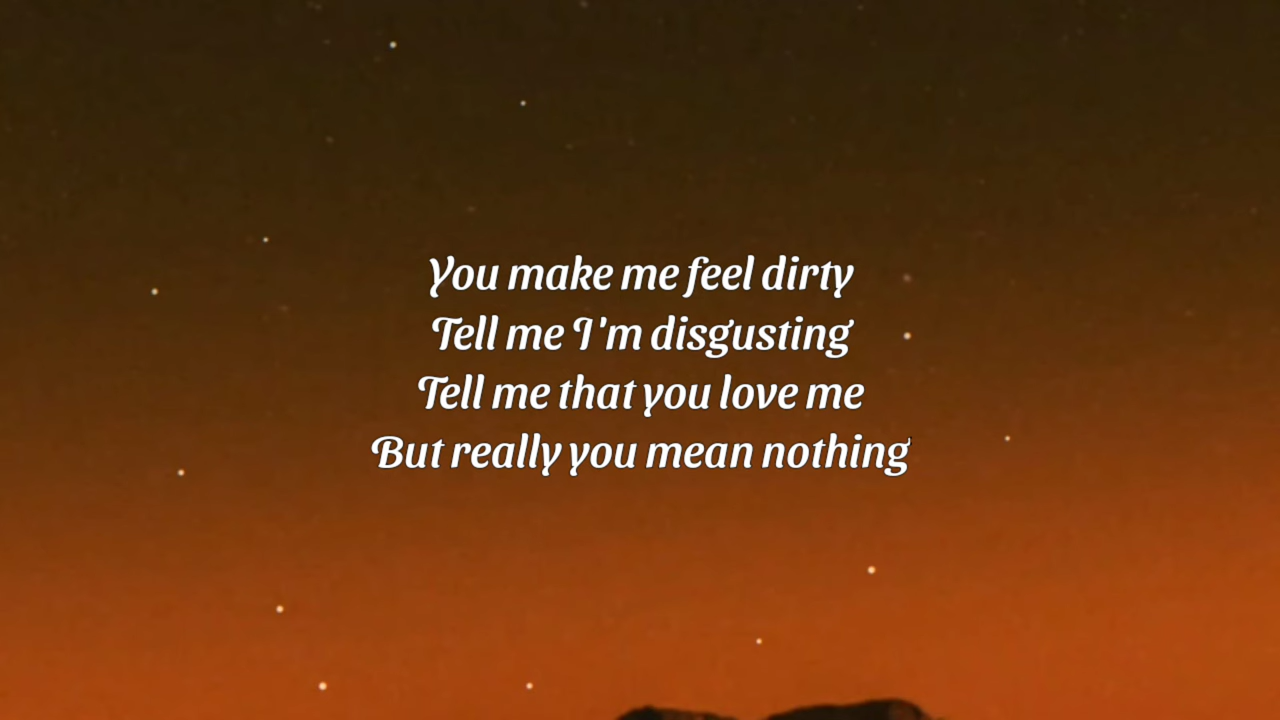 You make me feel dirty
Tell me I'm disgusting
Tell me that you love me
But really you mean nothing